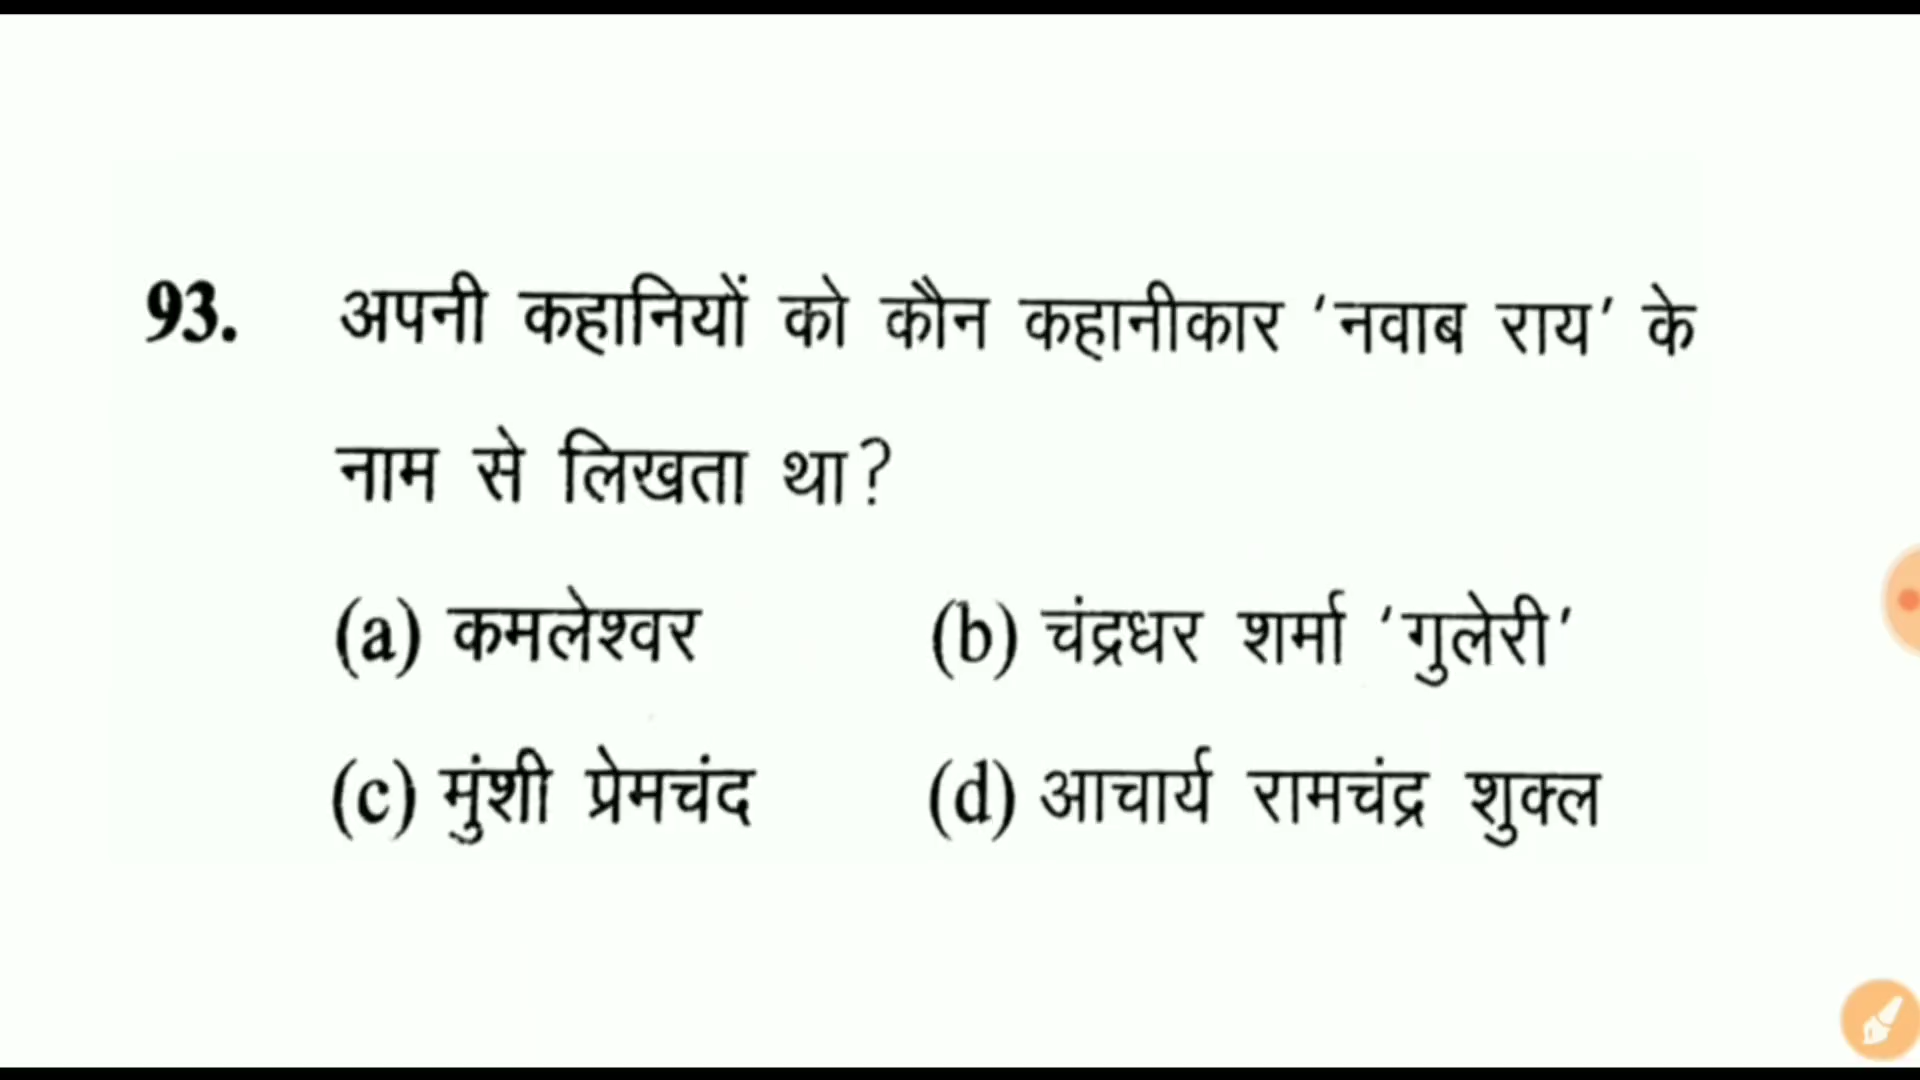 93. अपनी कहानियों को कौन कहानीकार ‘नवाब राय’ के
नाम से लिखता था?
(a) कमलेश्वर (b) चंद्रधर शर्मा ‘गुलेरी’
(c) मुंशी प्रेमचंद (d) आचार्य रामचंद्र शुक्ल